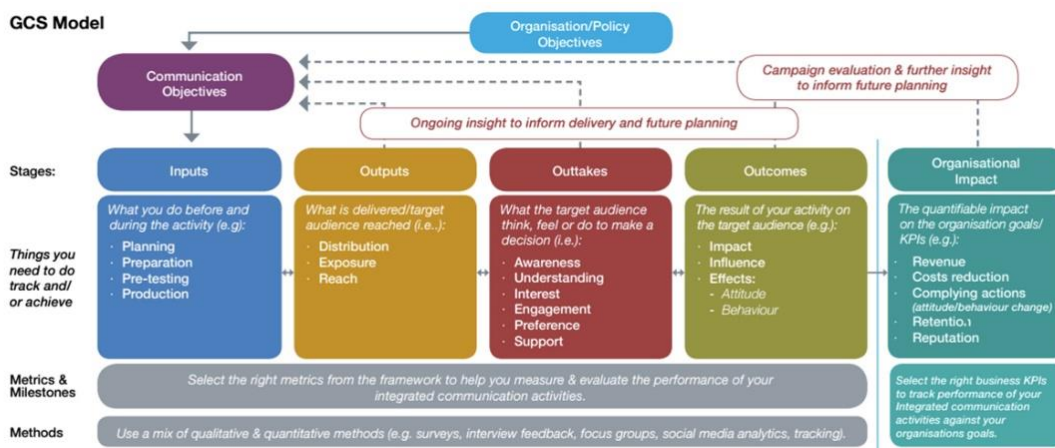 GCS Model
Organisation/Policy
Objectives
Communication
Objectives
Campaign evaluation & further insight
to inform future planning
Ongoing insight to inform delivery and future planning
Stages:
Inputs
Outputs
Outtakes
Outcomes
Organisational
Impact
Things you
need to do
track and/
or achieve
What you do before and
during the activity (e.g):
· Planning
· Preparation
· Pre-testing
· Production
What is delivered/target
audience reached (i.e..):
· Distribution
· Exposure
· Reach
What the target audience
think, feel or do to make a
decision (i.e.):
· Awareness
· Understanding
· Interest
· Engagement
· Preference
· Support
The result of your activity on
the target audience (e.g.):
· Impact
· Influence
· Effects:
- Attitude
- Behaviour
The quantifiable impact
on the organisation goals/
KPIs (e.g.):
· Revenue
· Costs reduction
· Complying actions
(attitude/behaviour change)
· Retention
· Reputation
Metrics &
Milestones
Select the right metrics from the framework to help you measure & evaluate the performance of your
integrated communication activities.
Select the right business KPIs
to track performance of your
Integrated communication
activities against your
organisations goals.
Methods
Use a mix of qualitative & quantitative methods (e.g. surveys, interview feedback, focus groups, social media analytics, tracking).